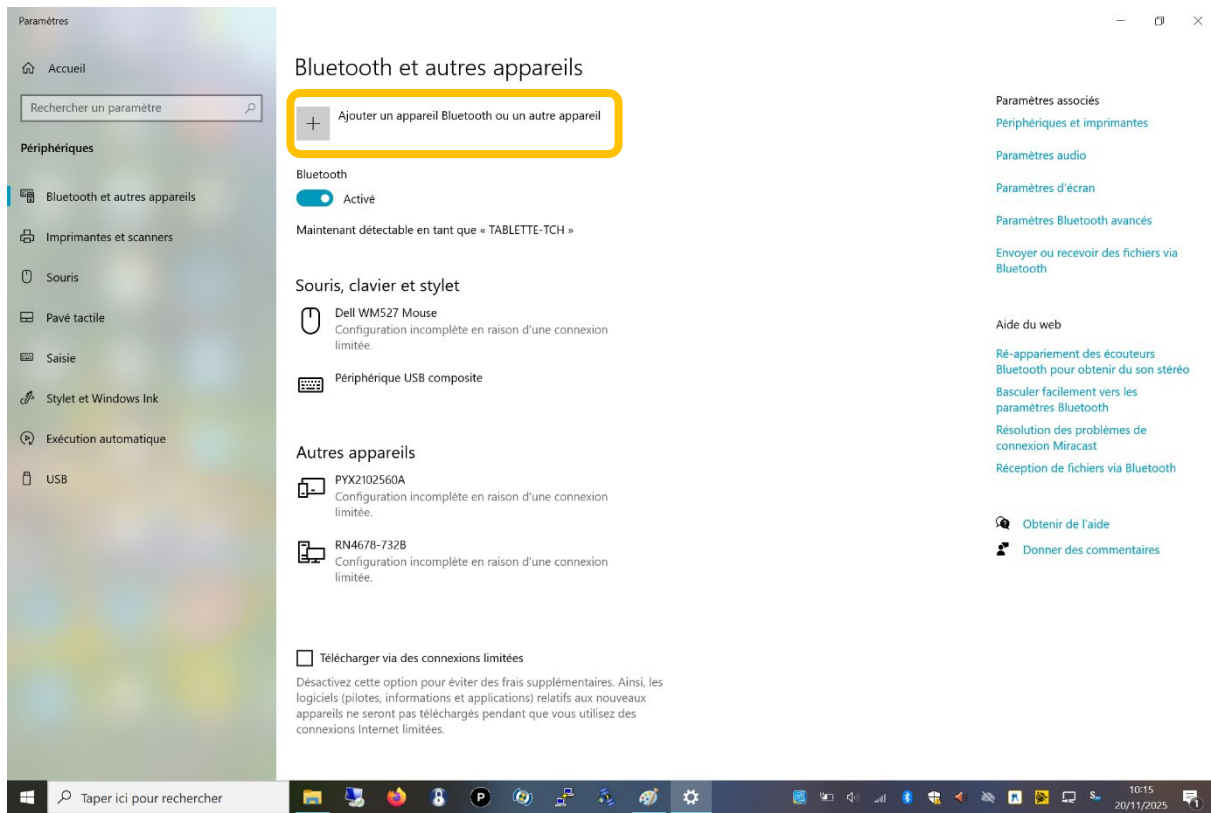 Paramètres
Accueil
Rechercher un paramètre
Périphériques
Bluetooth et autres appareils
Imprimantes et scanners
Souris
Pavé tactile
Saisie
Stylet et Windows Ink
Exécution automatique
USB
Bluetooth et autres appareils
Ajouter un appareil Bluetooth ou un autre appareil
Bluetooth
Activé
Maintenant détectable en tant que « TABLETTE-TCH »
Souris, clavier et stylet
Dell WM527 Mouse
Configuration incomplète en raison d'une connexion
limitée.
Périphérique USB composite
Autres appareils
PYX2102560A
Configuration incomplète en raison d'une connexion
limitée.
RN4678-732B
Configuration incomplète en raison d'une connexion
limitée.
Télécharger via des connexions limitées
Désactivez cette option pour éviter des frais supplémentaires. Ainsi, les
logiciels (pilotes, informations et applications) relatifs aux nouveaux
appareils ne seront pas téléchargés pendant que vous utilisez des
connexions Internet limitées.
Paramètres associés
Périphériques et imprimantes
Paramètres audio
Paramètres d'écran
Paramètres Bluetooth avancés
Envoyer ou recevoir des fichiers via
Bluetooth
Aide du web
Ré-appariement des écouteurs
Bluetooth pour obtenir du son stéréo
Basculer facilement vers les
paramètres Bluetooth
Résolution des problèmes de
connexion Miracast
Réception de fichiers via Bluetooth
Obtenir de l'aide
Donner des commentaires
Taper ici pour rechercher
10:15
20/11/2025